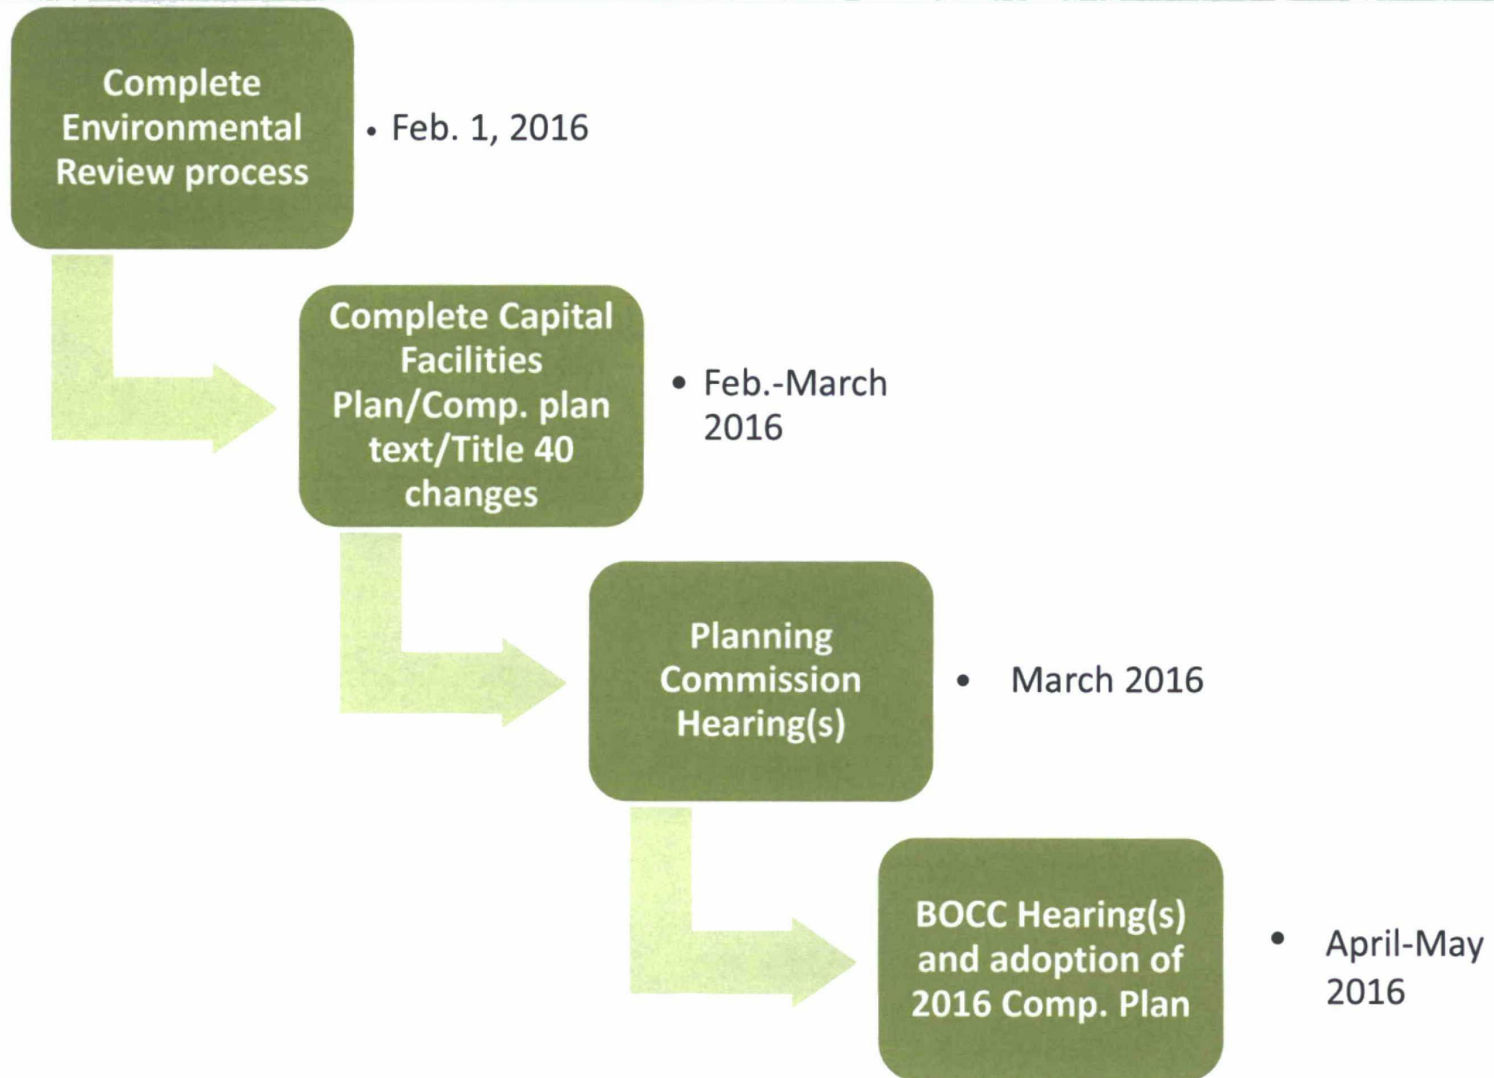 Complete
Environmental
Review process
• Feb. 1, 2016
Complete Capital
Facilities
Plan/Comp. plan
text/Title 40
changes
• Feb.-March
2016
Planning
Commission
Hearing(s)
• March 2016
BOCC Hearing(s)
and adoption of
2016 Comp. Plan
• April-May
2016